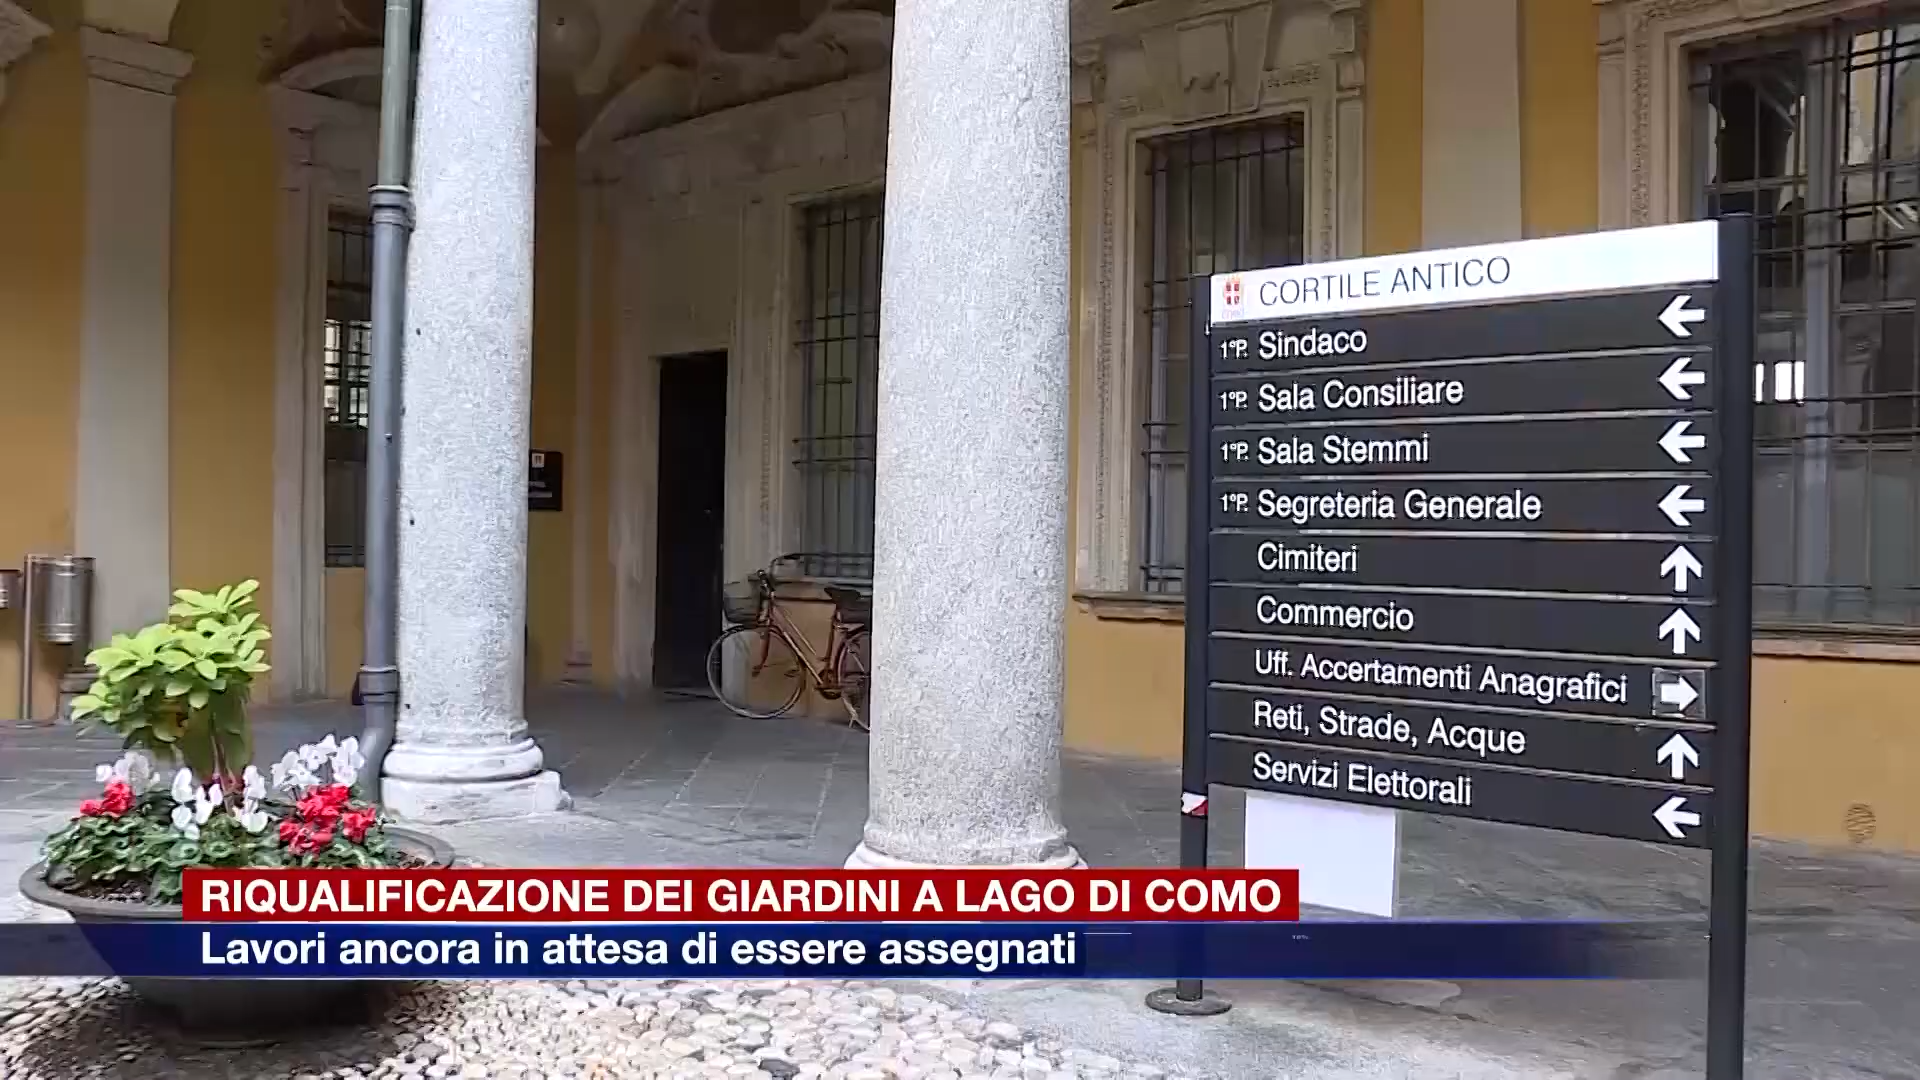 CORTILE ANTICO
1°P. Sindaco
1°P. Sala Consiliare
1°P. Sala Stemmi
1°P. Segreteria Generale
Cimiteri
Commercio
Uff. Accertamenti Anagrafici
Reti, Strade, Acque
Servizi Elettorali
RIQUALIFICAZIONE DEI GIARDINI A LAGO DI COMO
Lavori ancora in attesa di essere assegnati